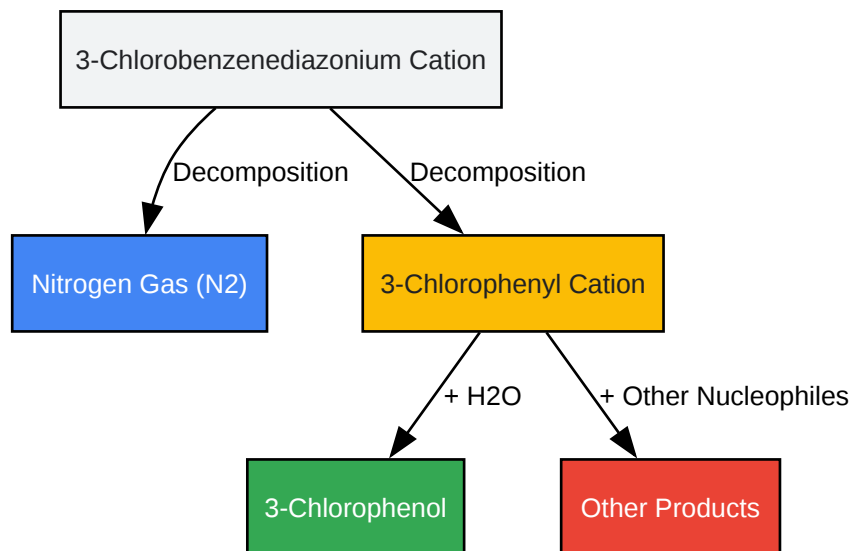 3-Chlorobenzenediazonium Cation
Decomposition
Decomposition
Nitrogen Gas (N2)
3-Chlorophenyl Cation
+ H2O
+ Other Nucleophiles
3-Chlorophenol
Other Products